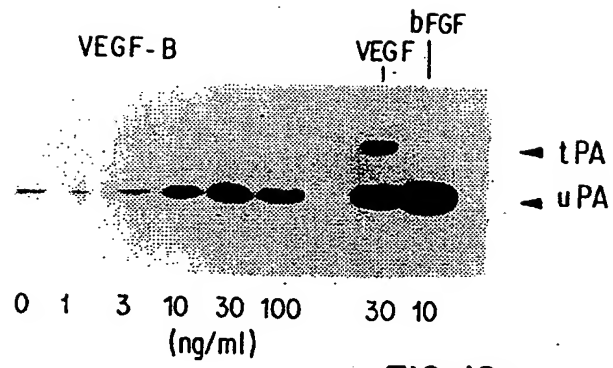 bFGF
VEGF-B VEGF
tPA
uPA
0 1 3 10 30 100 30 10
(ng/ml)